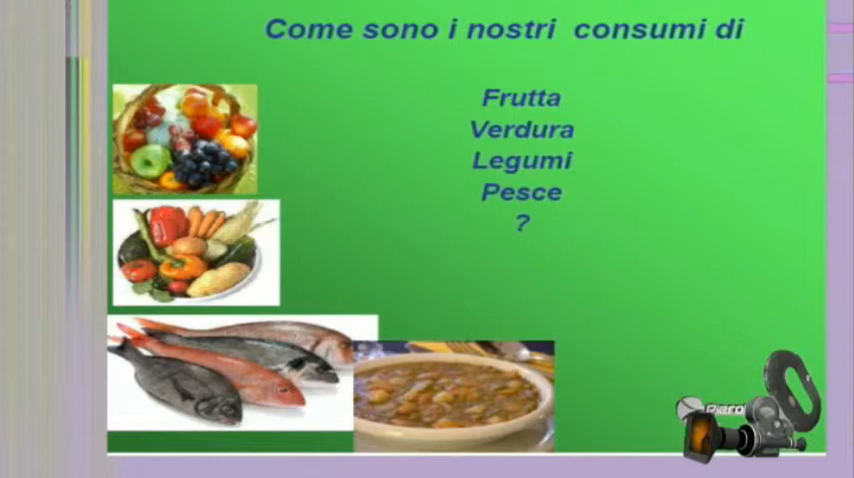 Come sono i nostri consumi di
Frutta
Verdura
Legumi
Pesce
?